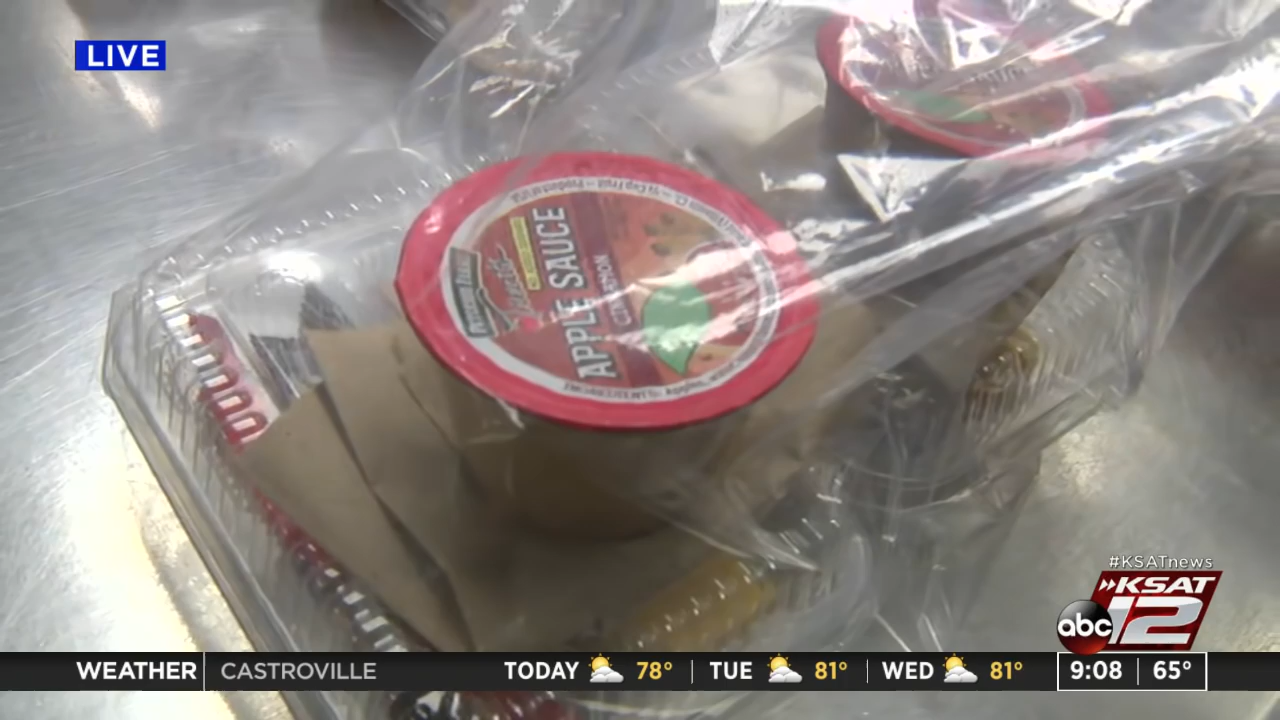 LIVE
APPLE SAUCE
CINNAMON
#KSATnews
KSAT
abc 12
WEATHER CASTROVILLE TODAY 78° TUE 81° WED 81° 9:08 65°